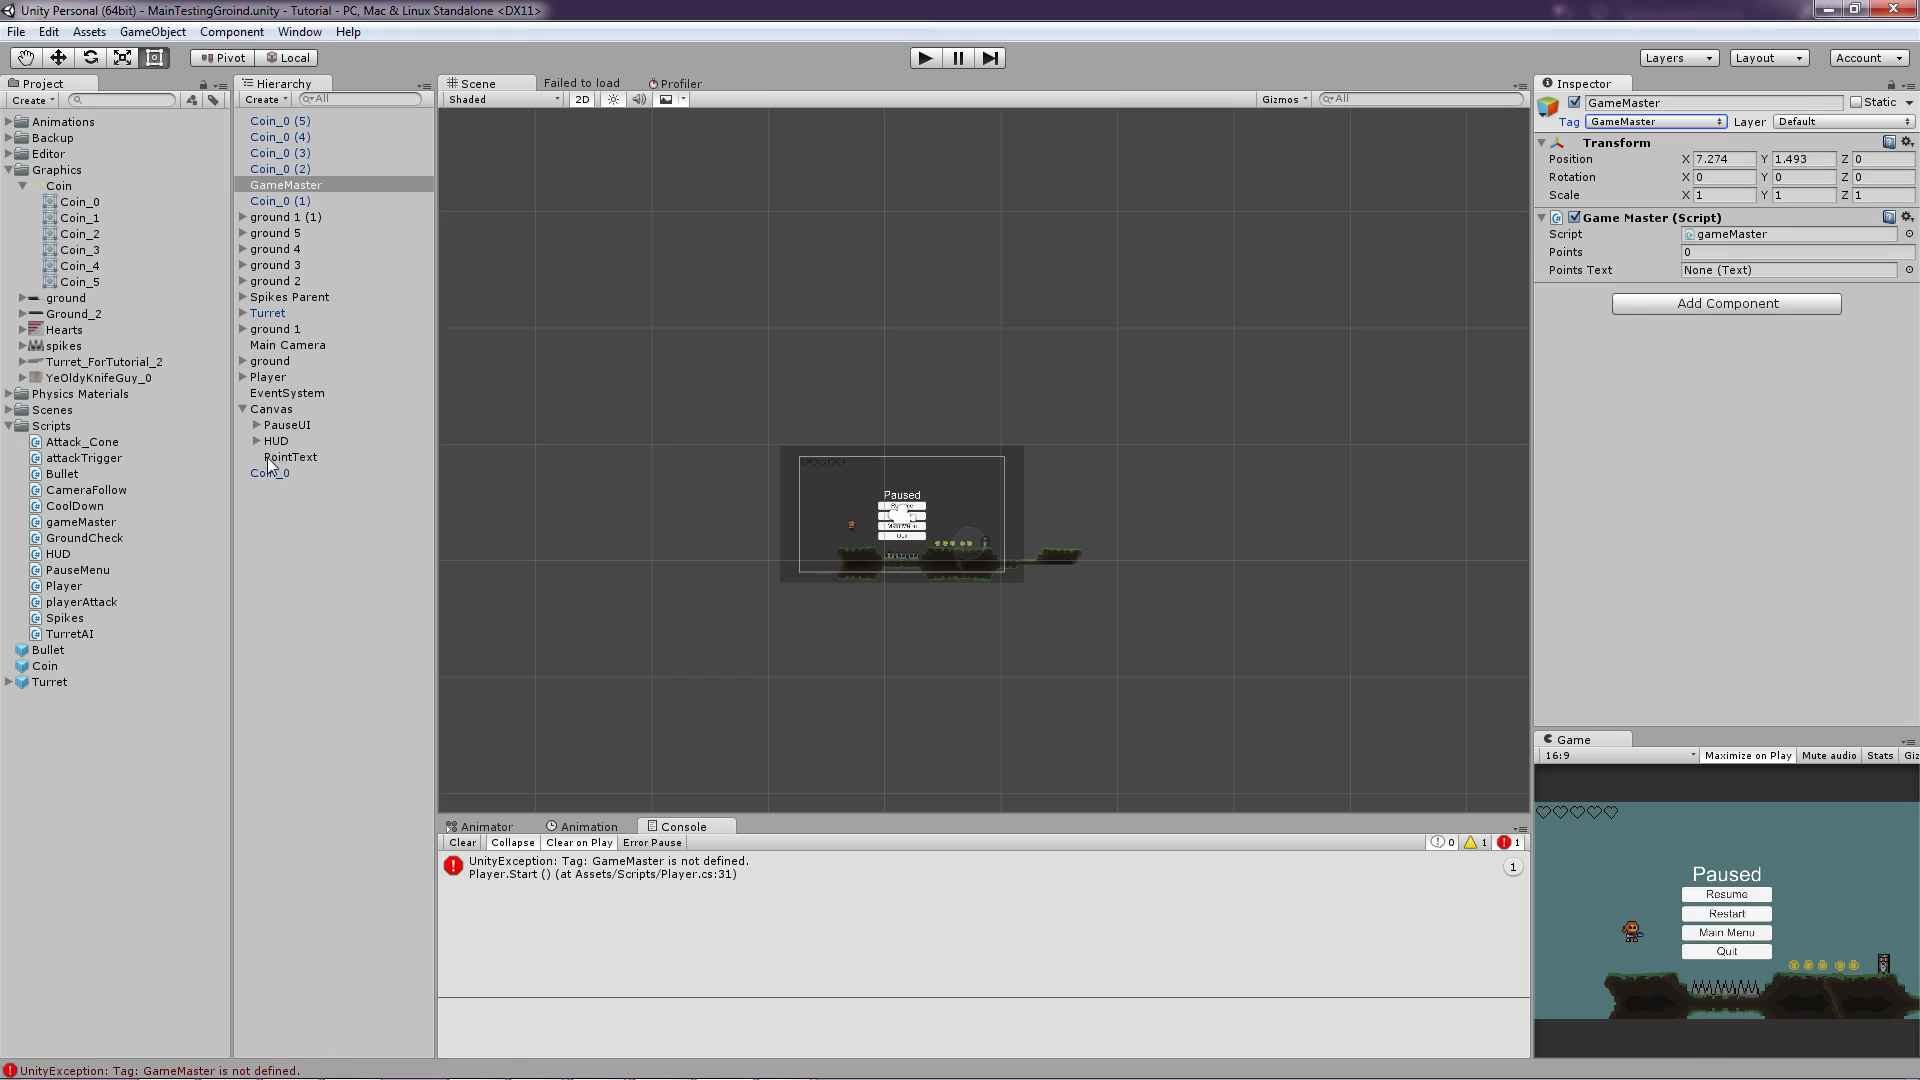 Unity Personal (64bit) - MainTestingGroind.unity - Tutorial - PC, Mac & Linux Standalone <DX11>
File Edit Assets GameObject Component Window Help
Pivot Local Layers Layout Account
Project
Create
Animations
Backup
Editor
Graphics
Coin
Coin_0
Coin_1
Coin_2
Coin_3
Coin_4
Coin_5
ground
Ground_2
Hearts
spikes
Turret_ForTutorial_2
YeOldyKnifeGuy_0
Physics Materials
Scenes
Scripts
Attack_Cone
attackTrigger
Bullet
CameraFollow
CoolDown
gameMaster
GroundCheck
HUD
PauseMenu
Player
playerAttack
Spikes
TurretAI
Bullet
Coin
Turret
Hierarchy
Create All
Coin_0 (5)
Coin_0 (4)
Coin_0 (3)
Coin_0 (2)
GameMaster
Coin_0 (1)
ground 1 (1)
ground 5
ground 4
ground 3
ground 2
Spikes Parent
Turret
ground 1
Main Camera
ground
Player
EventSystem
Canvas
PauseUI
HUD
PointText
Coin_0
Scene Failed to load Profiler
Shaded 2D Gizmos All
Paused
Animator Animation Console
Clear Collapse Clear on Play Error Pause 0 1 1
UnityException: Tag: GameMaster is not defined. 1
Player.Start () (at Assets/Scripts/Player.cs:31)
Inspector
GameMaster Static
Tag GameMaster Layer Default
Transform
Position X 7.274 Y 1.493 Z 0
Rotation X 0 Y 0 Z 0
Scale X 1 Y 1 Z 1
Game Master (Script)
Script gameMaster
Points 0
Points Text None (Text)
Add Component
Game
16:9 Maximize on Play Mute audio Stats Giz
Paused
Resume
Restart
Main Menu
Quit
UnityException: Tag: GameMaster is not defined.